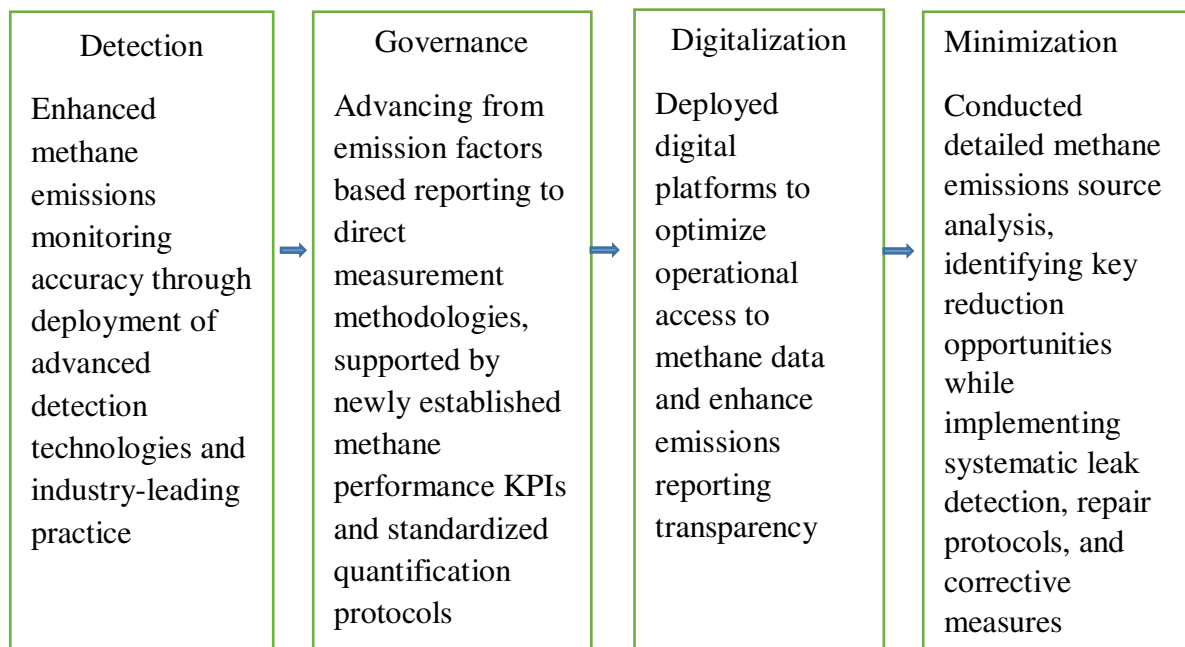 Detection
Enhanced
methane
emissions
monitoring
accuracy through
deployment of
advanced
detection
technologies and
industry-leading
practice
Governance
Advancing from
emission factors
based reporting to
direct
measurement
methodologies,
supported by
newly established
methane
performance KPIs
and standardized
quantification
protocols
Digitalization
Deployed
digital
platforms to
optimize
operational
access to
methane data
and enhance
emissions
reporting
transparency
Minimization
Conducted
detailed methane
emissions source
analysis,
identifying key
reduction
opportunities
while
implementing
systematic leak
detection, repair
protocols, and
corrective
measures